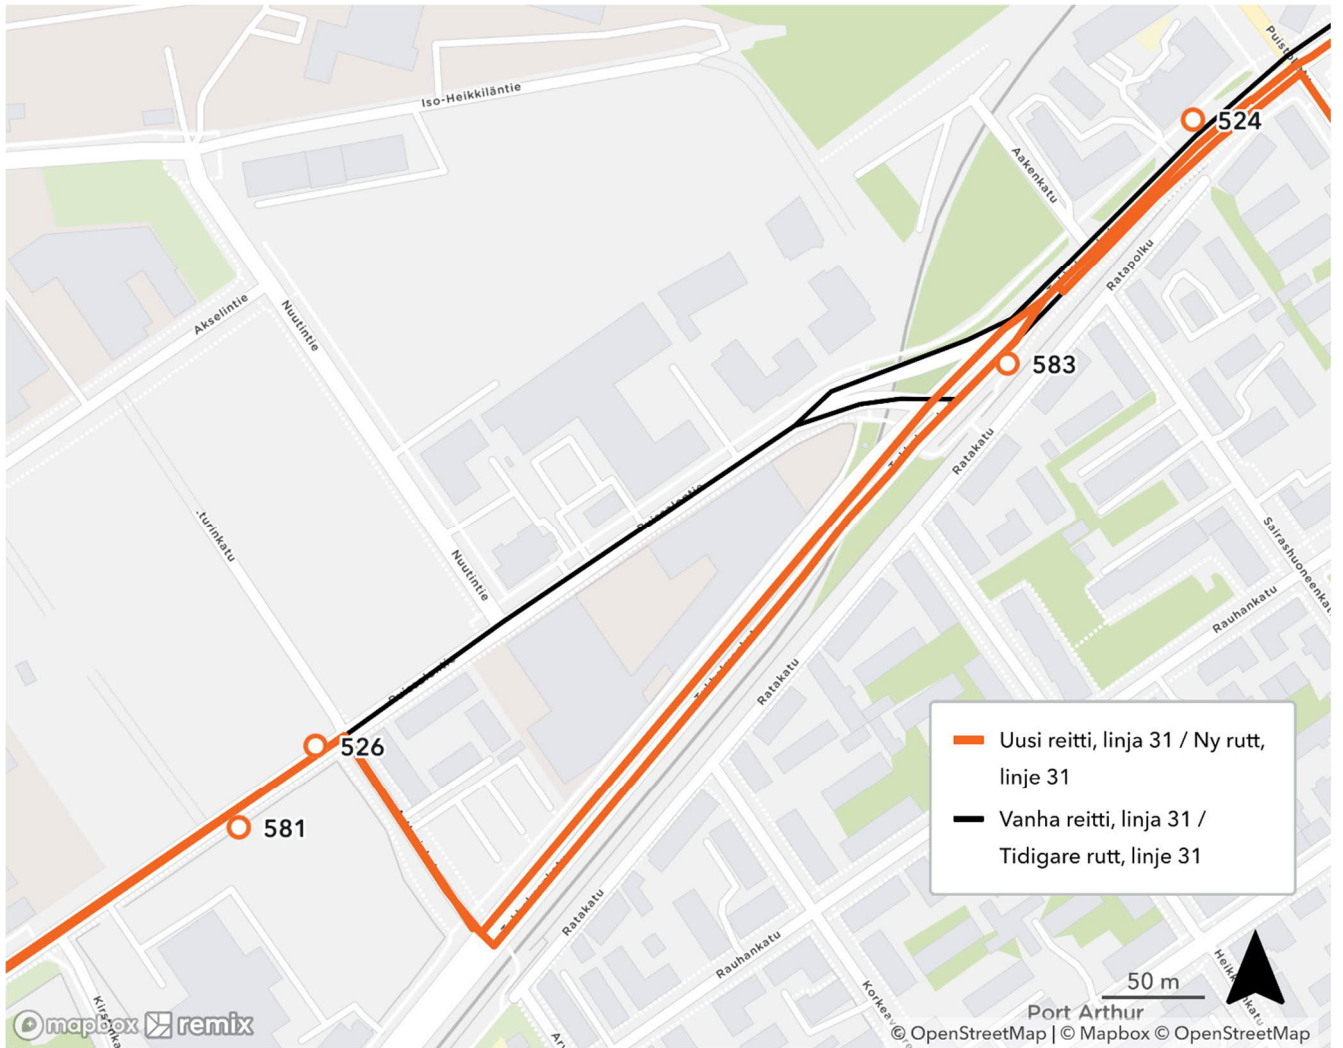 Iso-Heikkiläntie
524
Aakenkatu
Ratapolku
Akselintie
Nuutintie
583
Ratakatu
Sairashuoneenkat
.turinkatu
Nuutintie
Rauhankatu
Ratakatu
526
581
Uusi reitti, linja 31 / Ny rutt,
linje 31
Vanha reitti, linja 31 /
Tidigare rutt, linje 31
Ratakatu
Rauhankatu
50 m
Port Arthur
mapbox remix
© OpenStreetMap | © Mapbox © OpenStreetMap